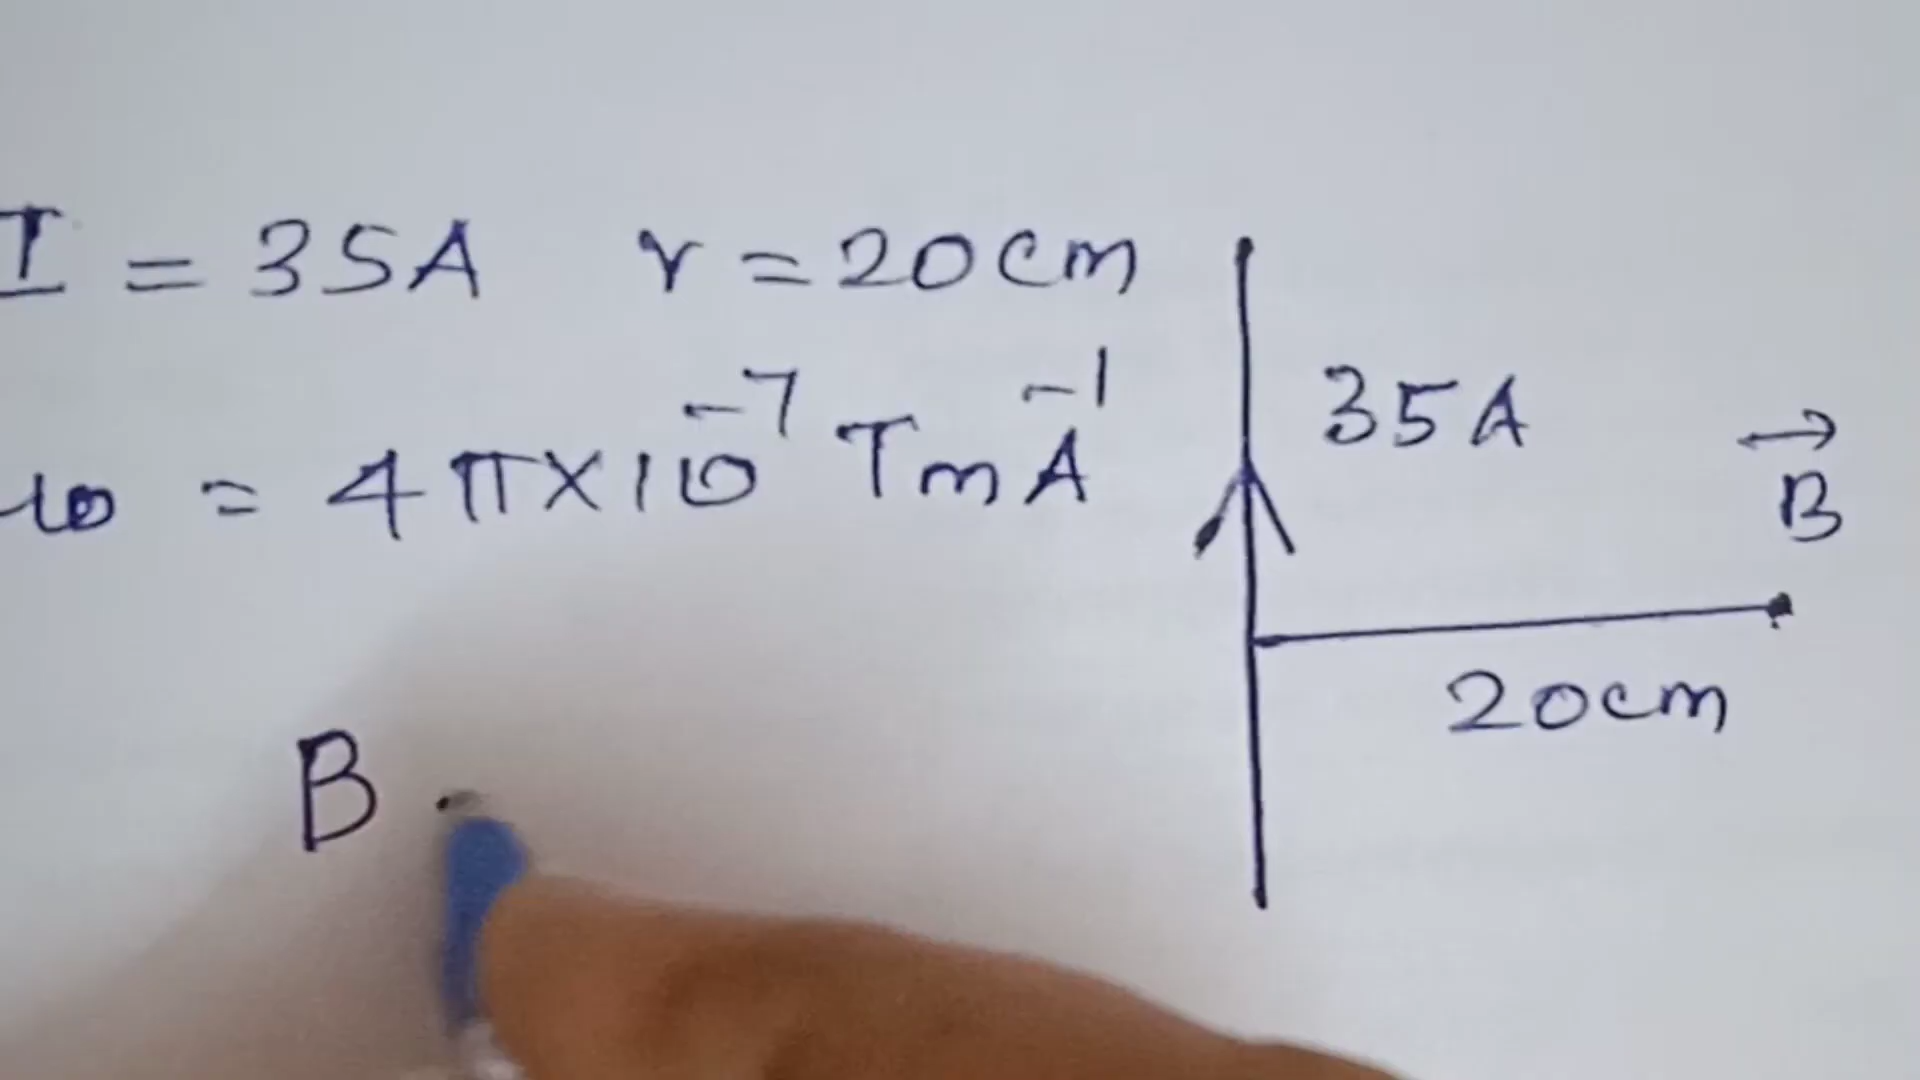 I = 35A r = 20cm
μ₀ = 4π×10⁻⁷ TmA⁻¹
35A
B⃗
20cm
B